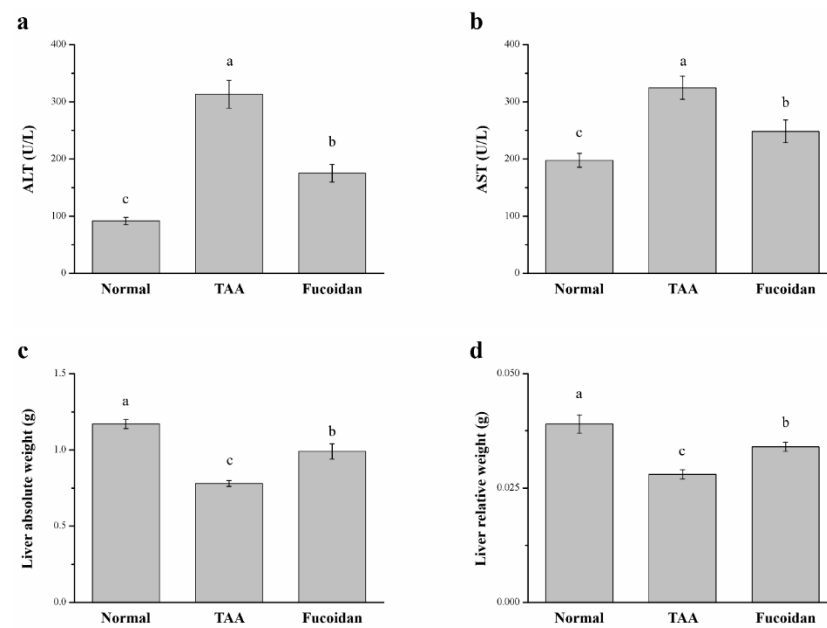 a
ALT (U/L)
400
300
200
100
0
c
a
b
Normal TAA Fucoidan
b
AST (U/L)
400
300
200
100
0
c
a
b
Normal TAA Fucoidan
c
Liver absolute weight (g)
1.5
1.0
0.5
0.0
a
c
b
Normal TAA Fucoidan
d
Liver relative weight (g)
0.050
0.025
0.000
a
c
b
Normal TAA Fucoidan